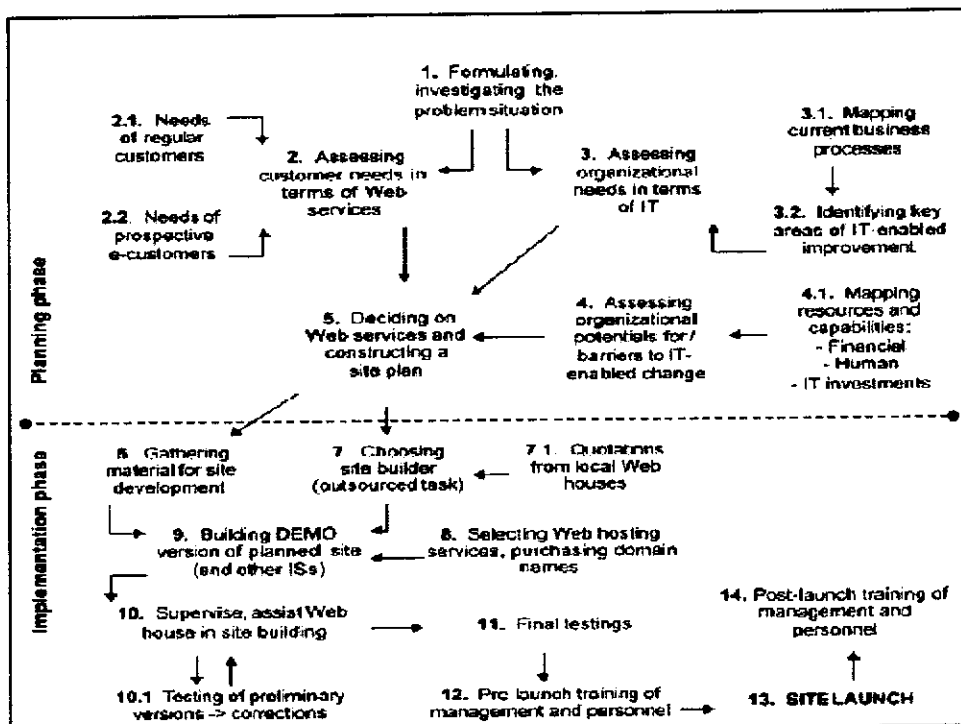 1. Formulating,
investigating the
problem situation
2.1. Needs
of regular
customers
2. Assessing
customer needs in
terms of Web
services
3. Assessing
organizational
needs in terms
of IT
3.1. Mapping
current business
processes
2.2. Needs of
prospective
e-customers
3.2. Identifying key
areas of IT-enabled
improvement
Planning phase
5. Deciding on
Web services and
constructing a
site plan
4. Assessing
organizational
potentials for/
barriers to IT-
enabled change
4.1. Mapping
resources and
capabilities:
- Financial
- Human
- IT investments
Implementation phase
6. Gathering
material for site
development
7. Choosing
site builder
(outsourced task)
7.1. Quotations
from local Web
houses
9. Building DEMO
version of planned site
(and other ISs)
8. Selecting Web hosting
services, purchasing domain
names
10. Supervise, assist Web
house in site building
11. Final testings
14. Post-launch training of
management and
personnel
10.1 Testing of preliminary
versions -> corrections
12. Pre launch training of
management and personnel
13. SITE LAUNCH